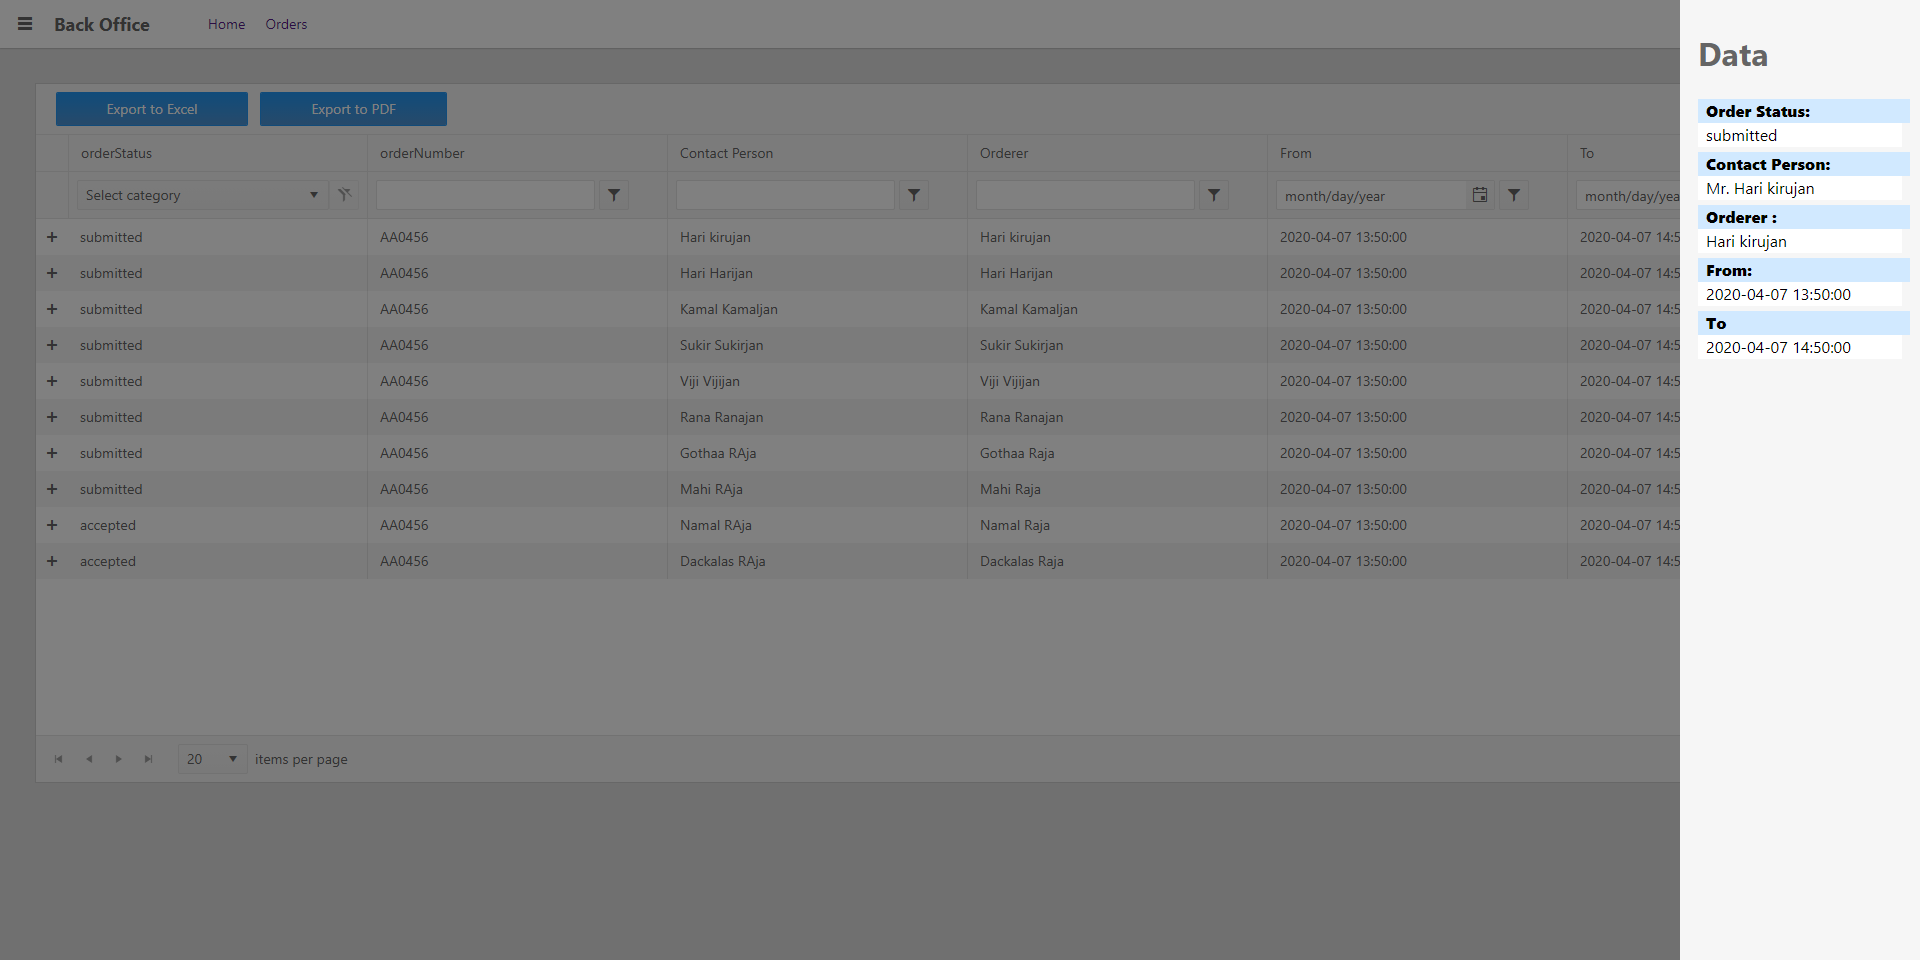 Back Office Home Orders
Data
Export to Excel Export to PDF
Order Status:
submitted
Contact Person:
Mr. Hari kirujan
Orderer :
Hari kirujan
From:
2020-04-07 13:50:00
To
2020-04-07 14:50:00
orderStatus orderNumber Contact Person Orderer From To
Select category month/day/year month/day/yea
submitted AA0456 Hari kirujan Hari kirujan 2020-04-07 13:50:00 2020-04-07 14:5
submitted AA0456 Hari Harijan Hari Harijan 2020-04-07 13:50:00 2020-04-07 14:5
submitted AA0456 Kamal Kamaljan Kamal Kamaljan 2020-04-07 13:50:00 2020-04-07 14:5
submitted AA0456 Sukir Sukirjan Sukir Sukirjan 2020-04-07 13:50:00 2020-04-07 14:5
submitted AA0456 Viji Vijijan Viji Vijijan 2020-04-07 13:50:00 2020-04-07 14:5
submitted AA0456 Rana Ranajan Rana Ranajan 2020-04-07 13:50:00 2020-04-07 14:5
submitted AA0456 Gothaa RAja Gothaa Raja 2020-04-07 13:50:00 2020-04-07 14:5
submitted AA0456 Mahi RAja Mahi Raja 2020-04-07 13:50:00 2020-04-07 14:5
accepted AA0456 Namal RAja Namal Raja 2020-04-07 13:50:00 2020-04-07 14:5
accepted AA0456 Dackalas RAja Dackalas Raja 2020-04-07 13:50:00 2020-04-07 14:5
20 items per page